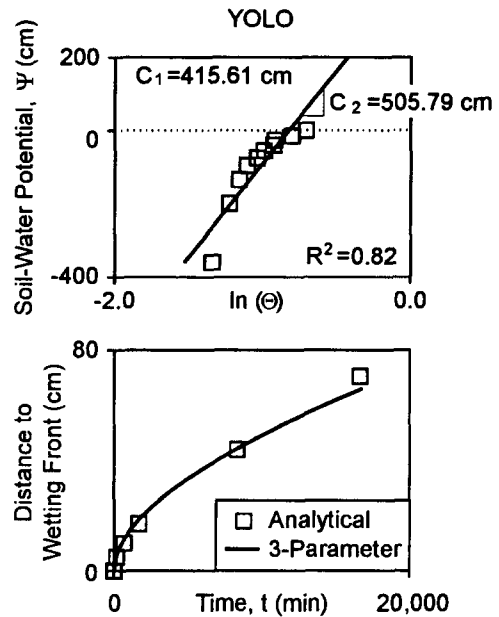 YOLO
Soil-Water Potential, Ψ (cm)
200
0
-400
C1=415.61 cm
C2=505.79 cm
R²=0.82
-2.0
ln (Θ)
0.0
Distance to
Wetting Front (cm)
80
0
Analytical
3-Parameter
0
Time, t (min)
20,000